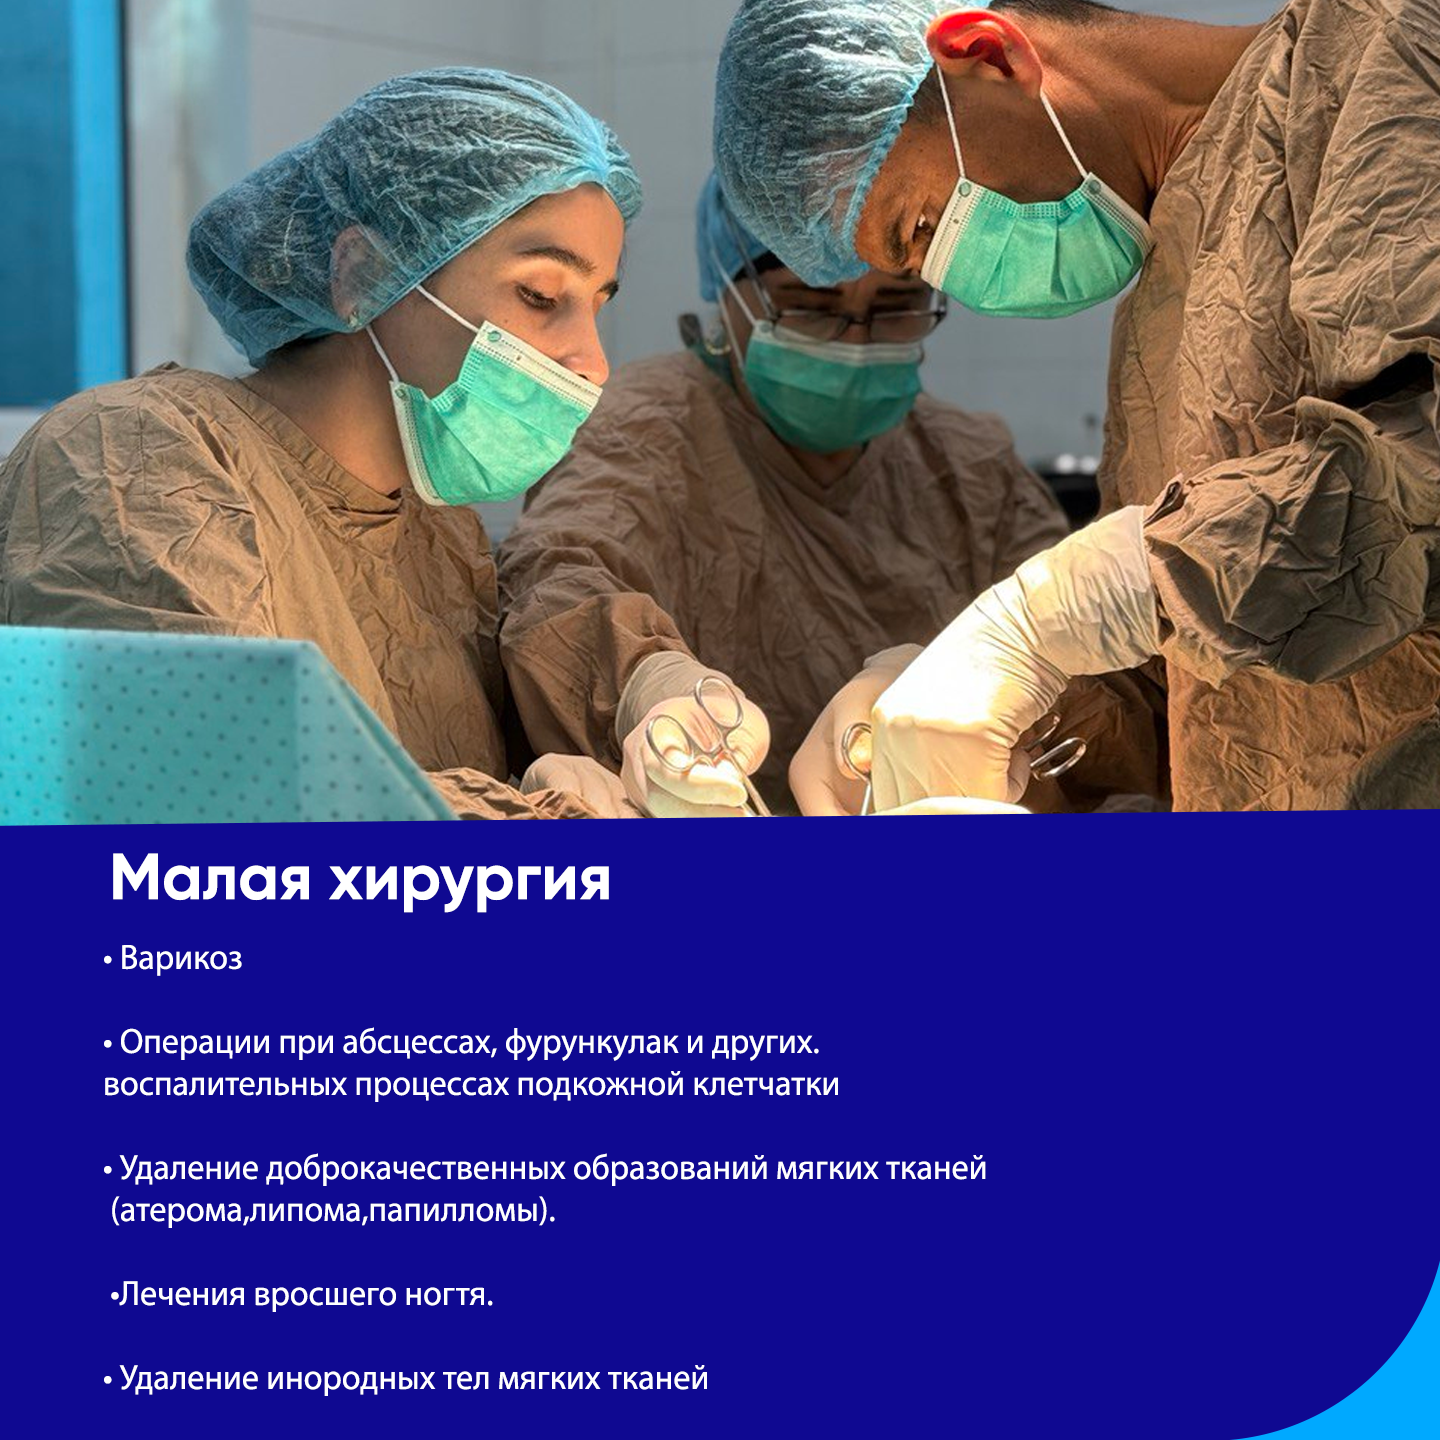 Малая хирургия
• Варикоз
• Операции при абсцессах, фурункулак и других.
воспалительных процессах подкожной клетчатки
• Удаление доброкачественных образований мягких тканей
(атерома,липома,папилломы).
•Лечения вросшего ногтя.
• Удаление инородных тел мягких тканей